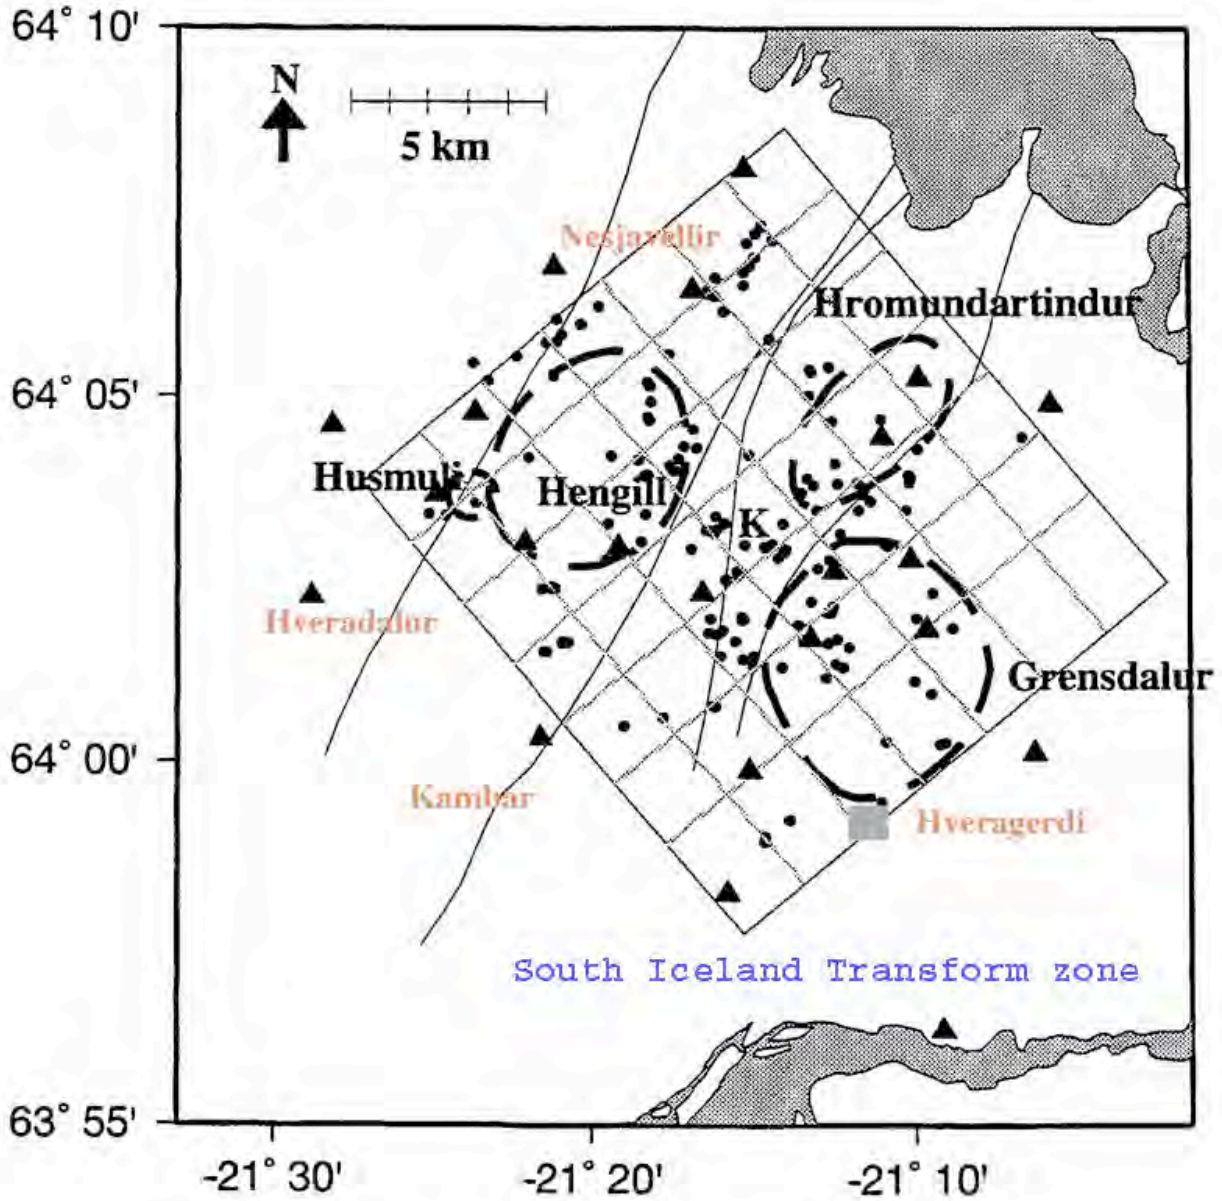 64° 10'
N
5 km
Nesjavellir
Hromundartindur
64° 05'
Husmuli
Hengill
K
Hveradalur
Grensdalur
64° 00'
Kambar
Hveragerdi
South Iceland Transform zone
63° 55'
-21° 30'
-21° 20'
-21° 10'